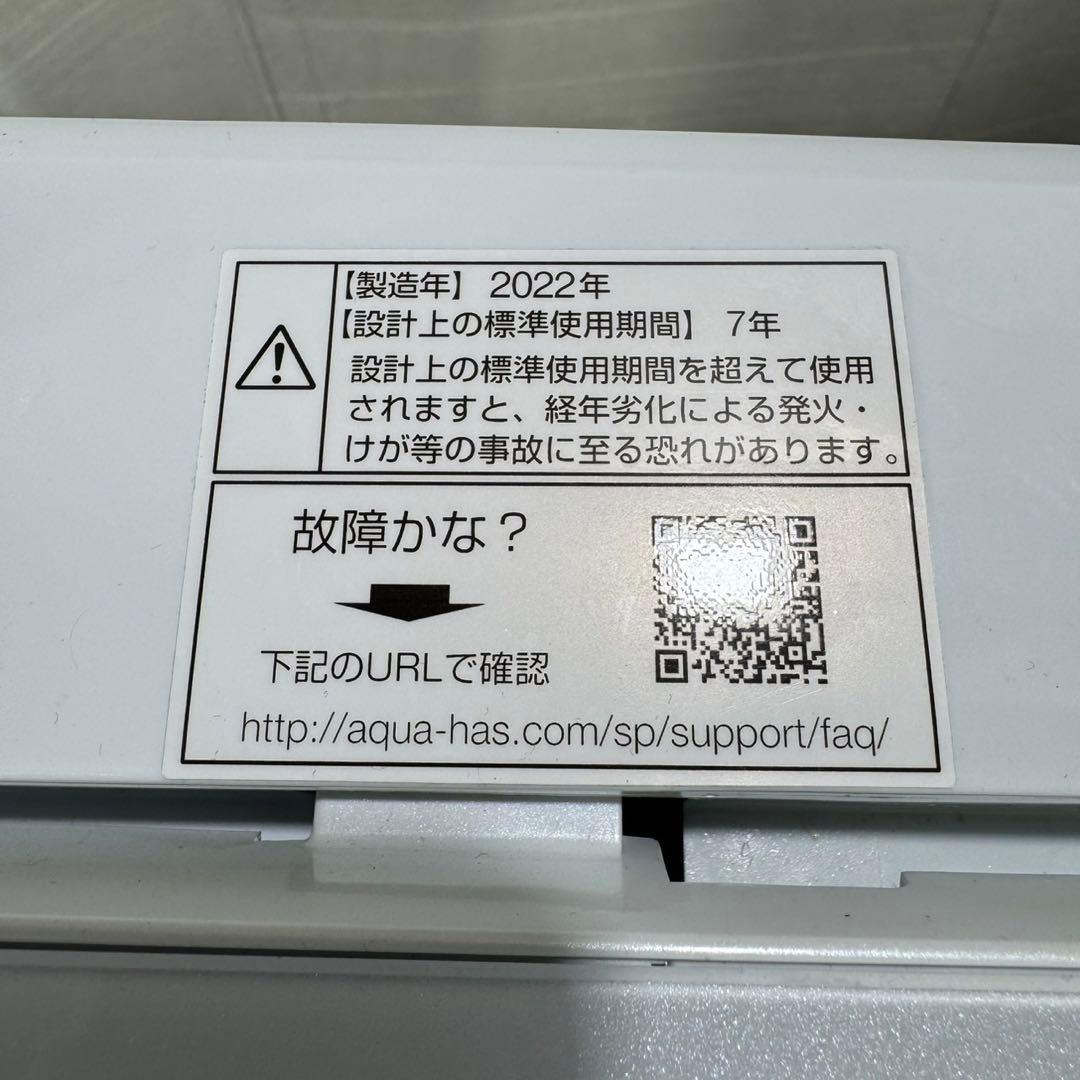 【製造年】 2022年
【設計上の標準使用期間】 7年
設計上の標準使用期間を超えて使用
されますと、経年劣化による発火・
けが等の事故に至る恐れがあります。
故障かな?
下記のURLで確認
http://aqua-has.com/sp/support/faq/